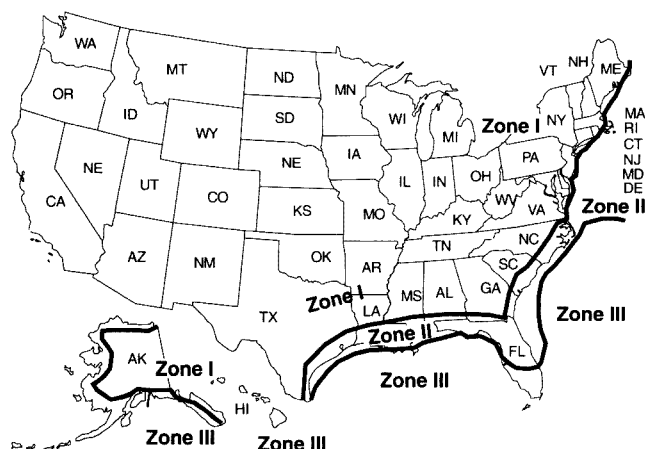 WA
MT
ND
MN
VT
NH
ME
OR
ID
SD
WI
MI
Zone I
NY
MA
RI
CT
NJ
MD
DE
WY
IA
PA
NE
NE
IL
IN
OH
WV
VA
Zone II
CA
UT
CO
KS
MO
KY
NC
TN
AZ
NM
OK
AR
SC
Zone I
MS
AL
GA
TX
LA
Zone II
Zone III
FL
AK
Zone I
Zone III
HI
Zone III
Zone III